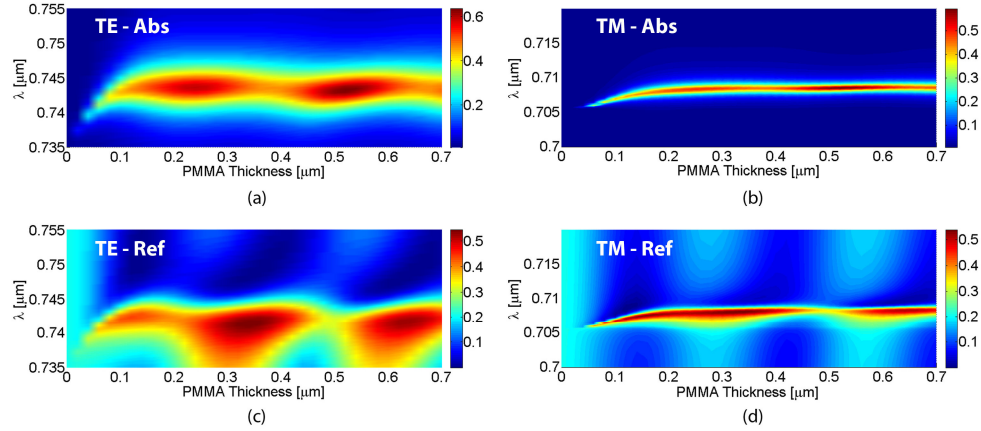 TE - Abs
0.755
0.75
0.745
0.74
0.735
λ [μm]
0 0.1 0.2 0.3 0.4 0.5 0.6 0.7
PMMA Thickness [μm]
0.6
0.4
0.2
(a)
TM - Abs
0.715
0.71
0.705
0.7
λ [μm]
0 0.1 0.2 0.3 0.4 0.5 0.6 0.7
PMMA Thickness [μm]
0.5
0.4
0.3
0.2
0.1
(b)
TE - Ref
0.755
0.75
0.745
0.74
0.735
λ [μm]
0 0.1 0.2 0.3 0.4 0.5 0.6 0.7
PMMA Thickness [μm]
0.5
0.4
0.3
0.2
0.1
(c)
TM - Ref
0.715
0.71
0.705
0.7
λ [μm]
0 0.1 0.2 0.3 0.4 0.5 0.6 0.7
PMMA Thickness [μm]
0.5
0.4
0.3
0.2
0.1
(d)